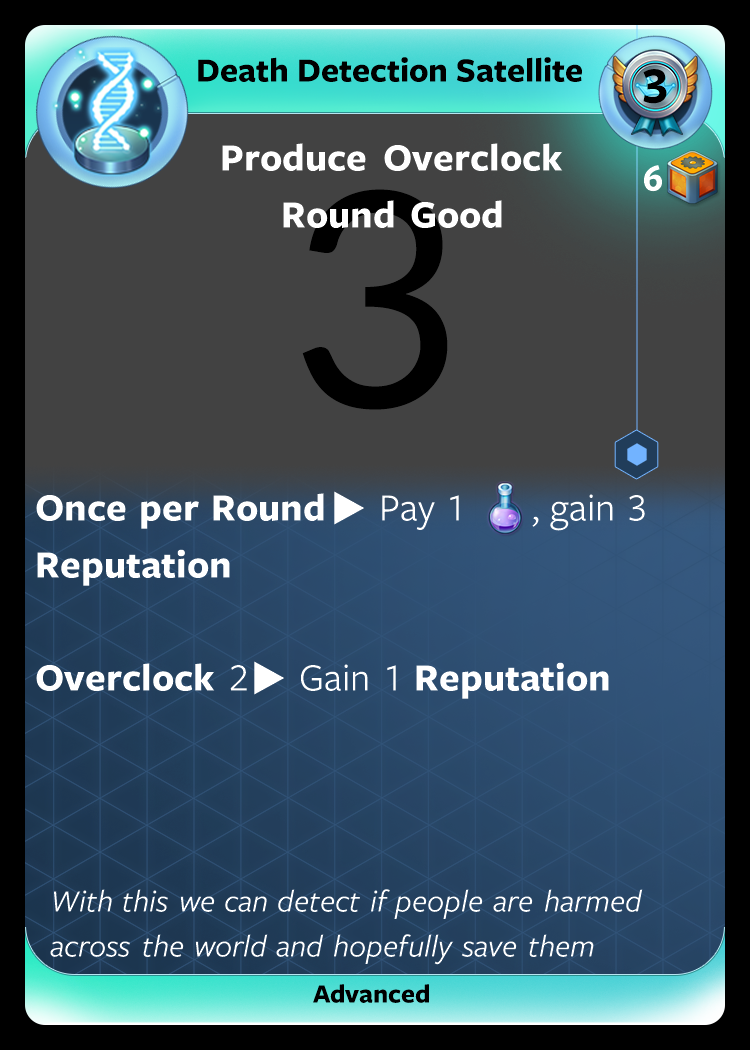 Death Detection Satellite
3
Produce Overclock
6
Round Good
3
Once per Round▶ Pay 1 , gain 3
Reputation
Overclock 2▶ Gain 1 Reputation
With this we can detect if people are harmed
across the world and hopefully save them
Advanced